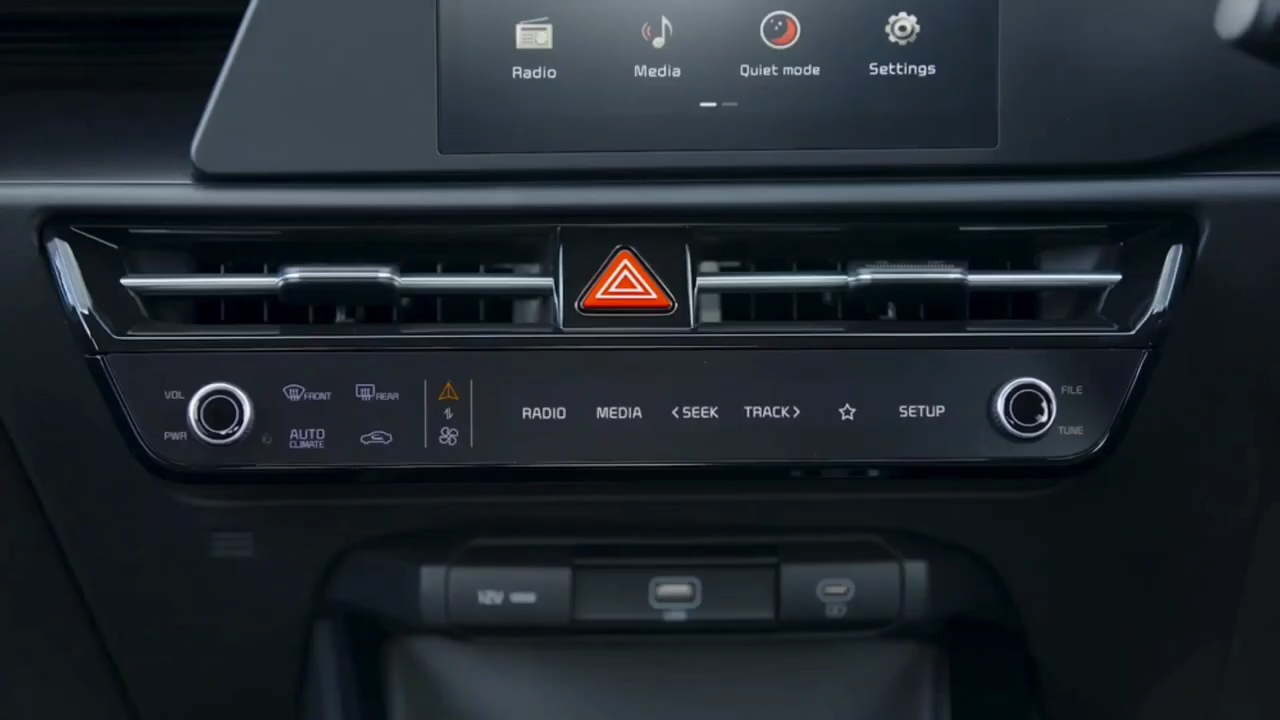 Radio
Media
Quiet mode
Settings
VOL
FRONT
REAR
FILE
RADIO
MEDIA
<SEEK
TRACK>
SETUP
PWR
AUTO
CLIMATE
TUNE
12V